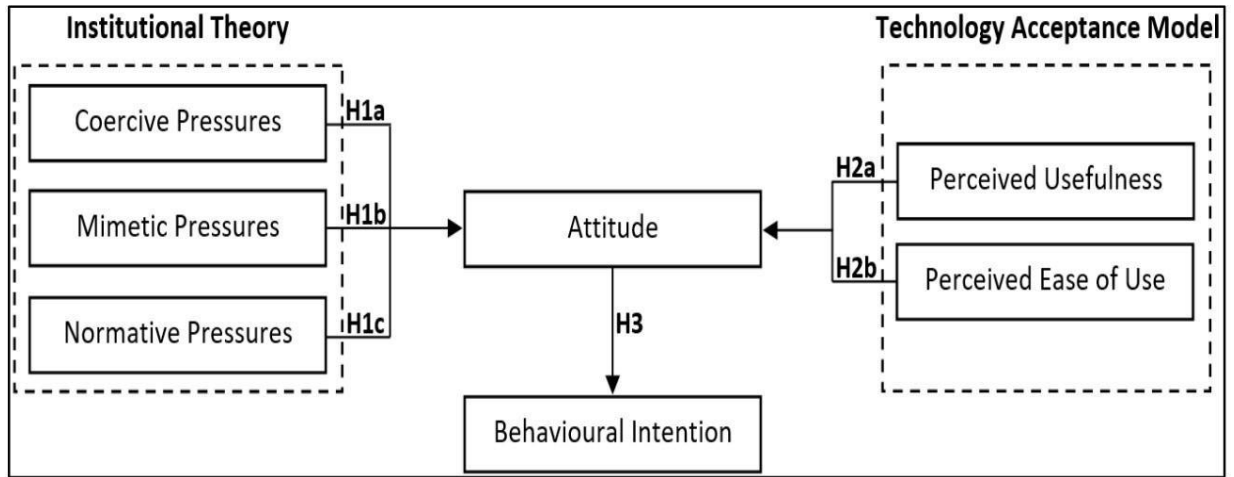 Institutional Theory
Technology Acceptance Model
Coercive Pressures
H1a
Mimetic Pressures
H1b
Normative Pressures
H1c
Attitude
H2a
Perceived Usefulness
H2b
Perceived Ease of Use
H3
Behavioural Intention